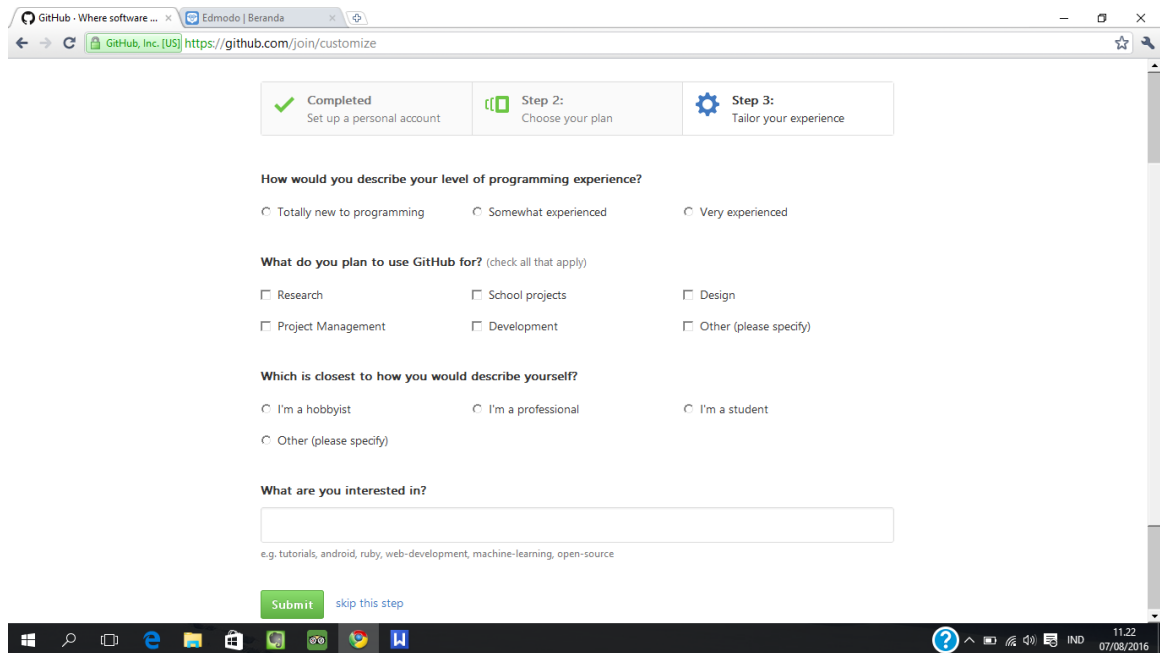 GitHub · Where software ... × Edmodo | Beranda ×
GitHub, Inc. [US] https://github.com/join/customize
Completed
Set up a personal account
Step 2:
Choose your plan
Step 3:
Tailor your experience
How would you describe your level of programming experience?
Totally new to programming Somewhat experienced Very experienced
What do you plan to use GitHub for? (check all that apply)
Research School projects Design
Project Management Development Other (please specify)
Which is closest to how you would describe yourself?
I'm a hobbyist I'm a professional I'm a student
Other (please specify)
What are you interested in?
e.g. tutorials, android, ruby, web-development, machine-learning, open-source
Submit skip this step
IND 11.22
07/08/2016